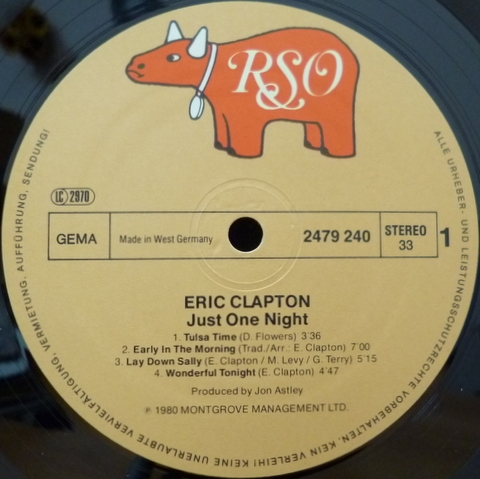 RSO
LC 2970
GEMA
Made in West Germany
2479 240
STEREO
33
1
ERIC CLAPTON
Just One Night
1. Tulsa Time (D. Flowers) 3'36
2. Early In The Morning (Trad./Arr.: E. Clapton) 7'00
3. Lay Down Sally (E. Clapton / M. Levy / G. Terry) 5'15
4. Wonderful Tonight (E. Clapton) 4'47
Produced by Jon Astley
℗ 1980 MONTGROVE MANAGEMENT LTD.
ALLE URHEBER- UND LEISTUNGSSCHUTZRECHTE VORBEHALTEN. KEIN VERLEIH! KEINE UNERLAUBTE VERVIELFÄLTIGUNG, VERMIETUNG, AUFFÜHRUNG, SENDUNG!